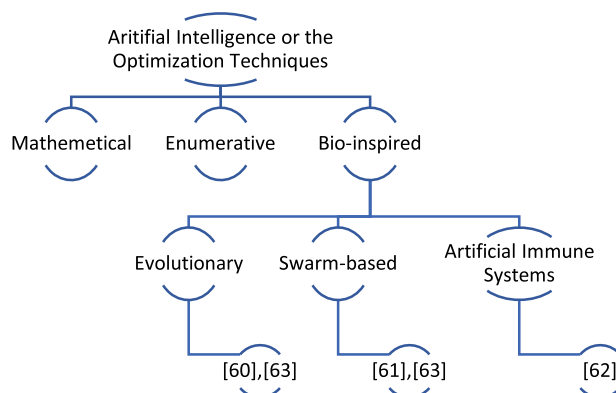 Aritifial Intelligence or the
Optimization Techniques
Mathemetical
Enumerative
Bio-inspired
Evolutionary
Swarm-based
Artificial Immune
Systems
[60],[63]
[61],[63]
[62]